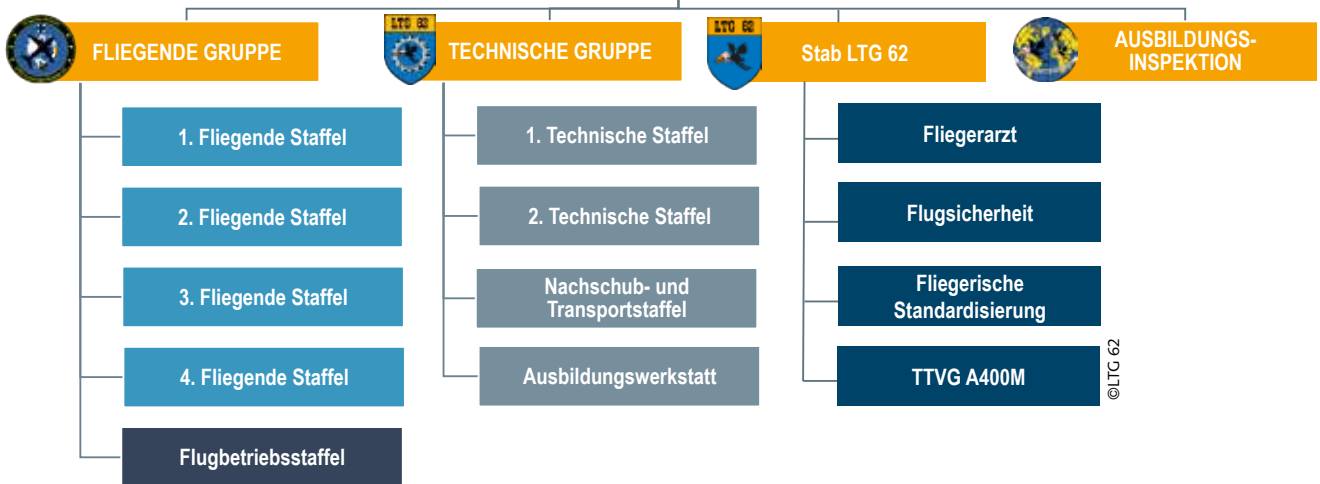 LTG 62
LTG 62
FLIEGENDE GRUPPE
TECHNISCHE GRUPPE
Stab LTG 62
AUSBILDUNGS-
INSPEKTION
1. Fliegende Staffel
2. Fliegende Staffel
3. Fliegende Staffel
4. Fliegende Staffel
Flugbetriebsstaffel
1. Technische Staffel
2. Technische Staffel
Nachschub- und
Transportstaffel
Ausbildungswerkstatt
Fliegerarzt
Flugsicherheit
Fliegerische
Standardisierung
TTVG A400M
©LTG 62